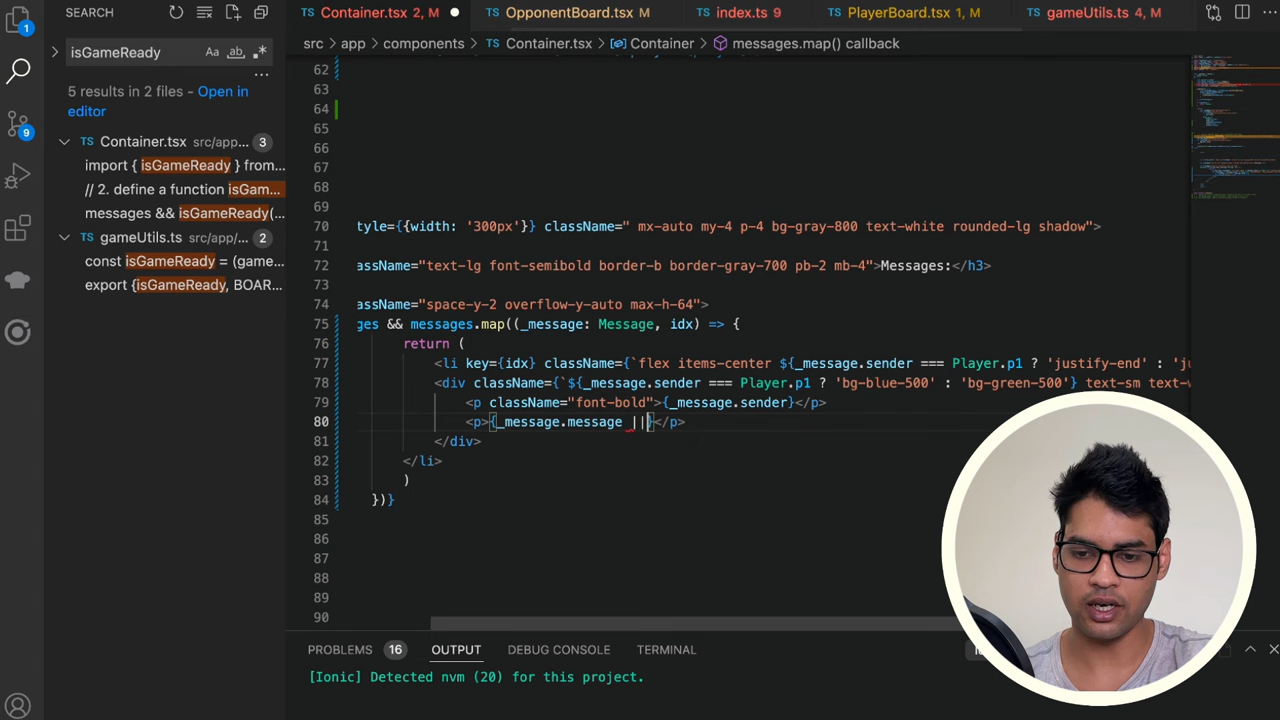 SEARCH
Container.tsx 2, M
OpponentBoard.tsx M
index.ts 9
PlayerBoard.tsx 1, M
gameUtils.ts 4, M
1
isGameReady
Aa ab .*
src > app > components > Container.tsx > Container > messages.map() callback
5 results in 2 files - Open in
editor
9
TS Container.tsx src/app/... 3
import { isGameReady } from...
// 2. define a function isGam...
messages && isGameReady(...
TS gameUtils.ts src/app/... 2
const isGameReady = (game...
export {isGameReady, BOAR...
62
63
64
65
66
67
68
69
70 tyle={{width: '300px'}} className=" mx-auto my-4 p-4 bg-gray-800 text-white rounded-lg shadow">
71
72 assName="text-lg font-semibold border-b border-gray-700 pb-2 mb-4">Messages:</h3>
73
74 assName="space-y-2 overflow-y-auto max-h-64">
75 ges && messages.map((_message: Message, idx) => {
76 return (
77 <li key={idx} className={`flex items-center ${_message.sender === Player.p1 ? 'justify-end' : 'ju
78 <div className={`${_message.sender === Player.p1 ? 'bg-blue-500' : 'bg-green-500'} text-sm text-w
79 <p className="font-bold">{_message.sender}</p>
80 <p>{_message.message ||}</p>
81 </div>
82 </li>
83 )
84 })}
85
86
87
88
89
90
PROBLEMS 16 OUTPUT DEBUG CONSOLE TERMINAL
[Ionic] Detected nvm (20) for this project.